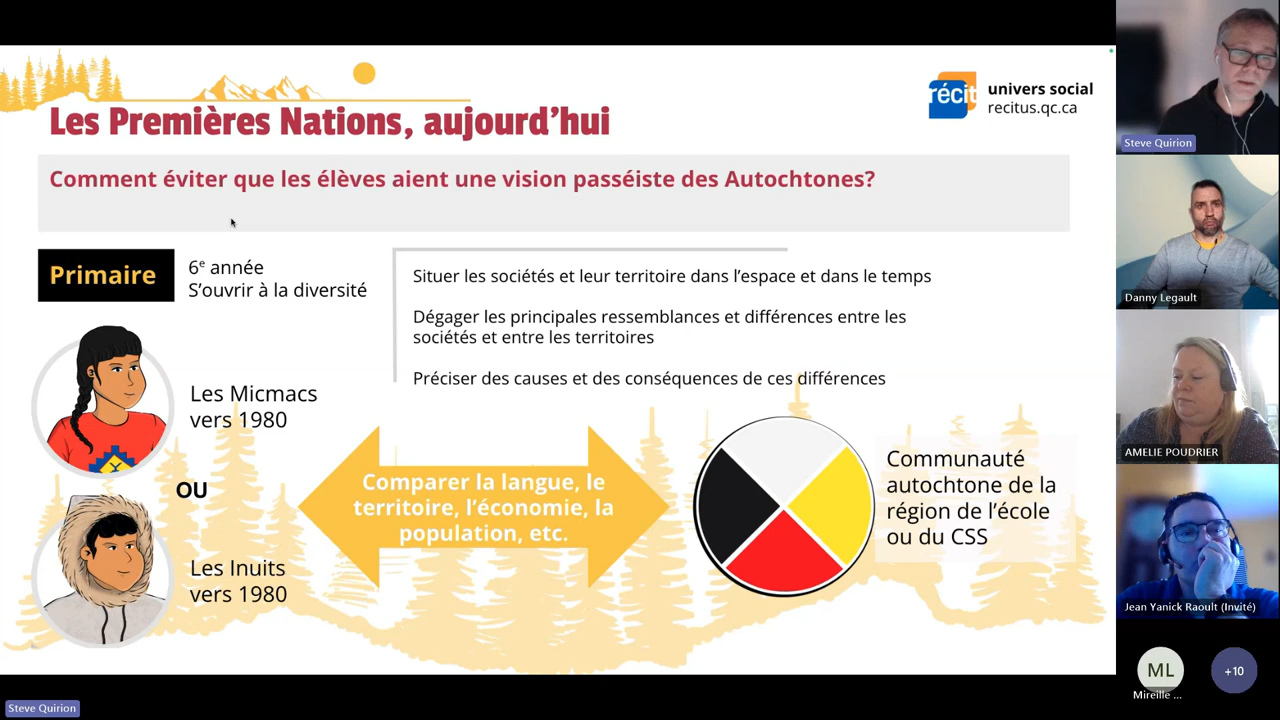 Les Premières Nations, aujourd'hui
récit
univers social
recitus.qc.ca
Comment éviter que les élèves aient une vision passéiste des Autochtones?
Primaire
6e année
S'ouvrir à la diversité
Situer les sociétés et leur territoire dans l'espace et dans le temps
Dégager les principales ressemblances et différences entre les
sociétés et entre les territoires
Préciser des causes et des conséquences de ces différences
Les Micmacs
vers 1980
OU
Les Inuits
vers 1980
Comparer la langue, le
territoire, l'économie, la
population, etc.
Communauté
autochtone de la
région de l'école
ou du CSS
Steve Quirion
Steve Quirion
Danny Legault
AMELIE POUDRIER
Jean Yanick Raoult (Invité)
ML
Mireille ...
+10